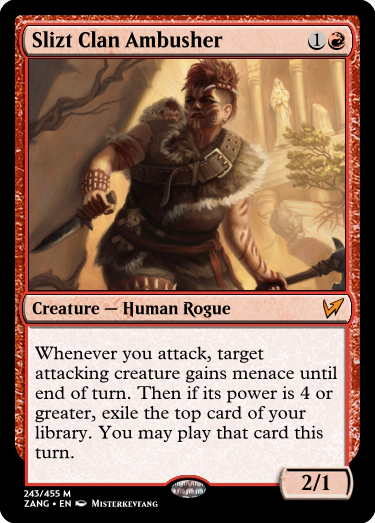 Slizt Clan Ambusher 1
Creature — Human Rogue
Whenever you attack, target
attacking creature gains menace until
end of turn. Then if its power is 4 or
greater, exile the top card of your
library. You may play that card this
turn.
2/1
243/455 M
ZANG • EN MISTERKEVFANG